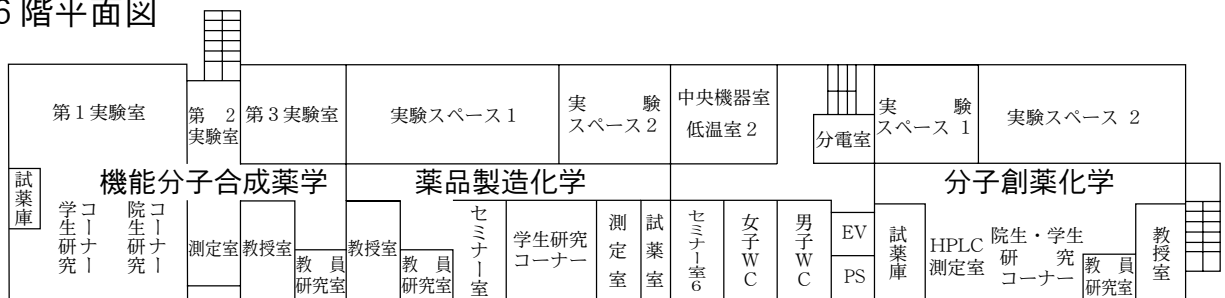 6階平面図
第1実験室
第 2
実験室
第3実験室
実験スペース1
実 験
スペース2
中央機器室
低温室2
分電室
実 験
スペース 1
実験スペース 2
試薬庫
機能分子合成薬学
薬品製造化学
分子創薬化学
学生研究
コーナー
院生研究
コーナー
測定室
教授室
教 員
研究室
教授室
教 員
研究室
セミナー室
学生研究
コーナー
測定室
試薬室
セミナー室6
女子WC
男子WC
EV
PS
試薬庫
HPLC
測定室
院生・学生
研 究
コーナー
教 員
研究室
教授室